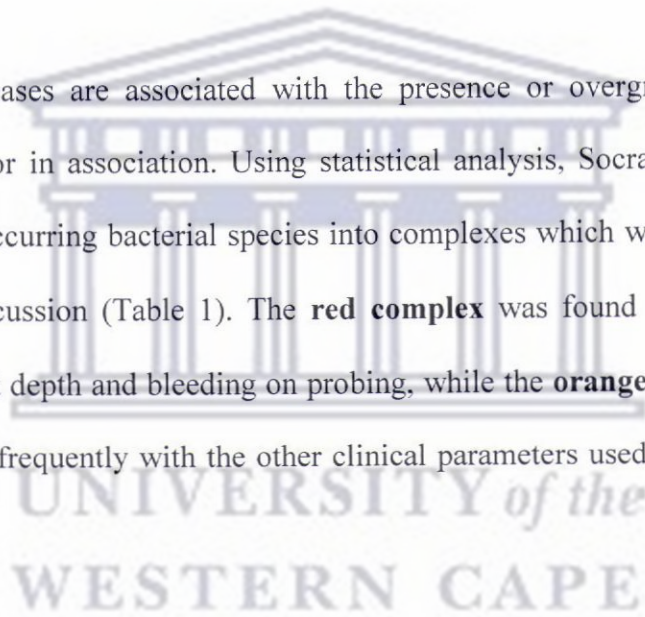 ases are associated with the presence or overg
or in association. Using statistical analysis, Socra
ccurring bacterial species into complexes which w
cussion (Table 1). The red complex was found
depth and bleeding on probing, while the orange
frequently with the other clinical parameters used
UNIVERSITY of the
WESTERN CAPE